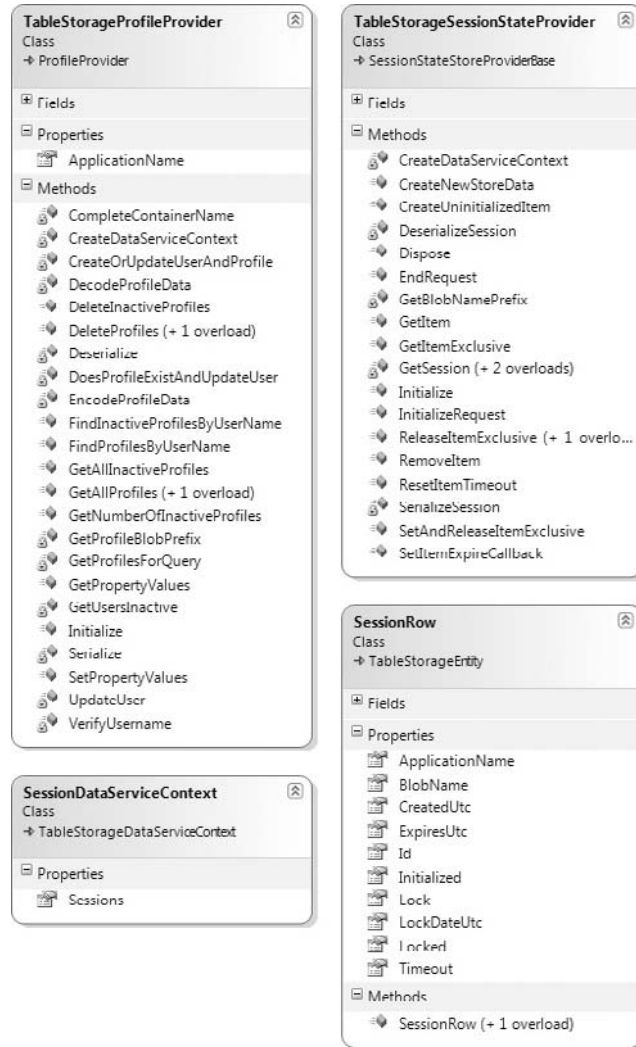 TableStorageProfileProvider
Class
ProfileProvider
Fields
Properties
ApplicationName
Methods
CompleteContainerName
CreateDataServiceContext
CreateOrUpdateUserAndProfile
DecodeProfileData
DeleteInactiveProfiles
DeleteProfiles (+ 1 overload)
Deserialize
DoesProfileExistAndUpdateUser
EncodeProfileData
FindInactiveProfilesByUserName
FindProfilesByUserName
GetAllInactiveProfiles
GetAllProfiles (+ 1 overload)
GetNumberOfInactiveProfiles
GetProfileBlobPrefix
GetProfilesForQuery
GetPropertyValues
GetUsersInactive
Initialize
Serialize
SetPropertyValues
UpdateUser
VerifyUsername
SessionDataServiceContext
Class
TableStorageDataServiceContext
Properties
Sessions
TableStorageSessionStateProvider
Class
SessionStateStoreProviderBase
Fields
Methods
CreateDataServiceContext
CreateNewStoreData
CreateUninitializedItem
DeserializeSession
Dispose
EndRequest
GetBlobNamePrefix
GetItem
GetItemExclusive
GetSession (+ 2 overloads)
Initialize
InitializeRequest
ReleaseItemExclusive (+ 1 overlo...
RemoveItem
ResetItemTimeout
SerializeSession
SetAndReleaseItemExclusive
SetItemExpireCallback
SessionRow
Class
TableStorageEntity
Fields
Properties
ApplicationName
BlobName
CreatedUtc
ExpiresUtc
Id
Initialized
Lock
LockDateUtc
Locked
Timeout
Methods
SessionRow (+ 1 overload)